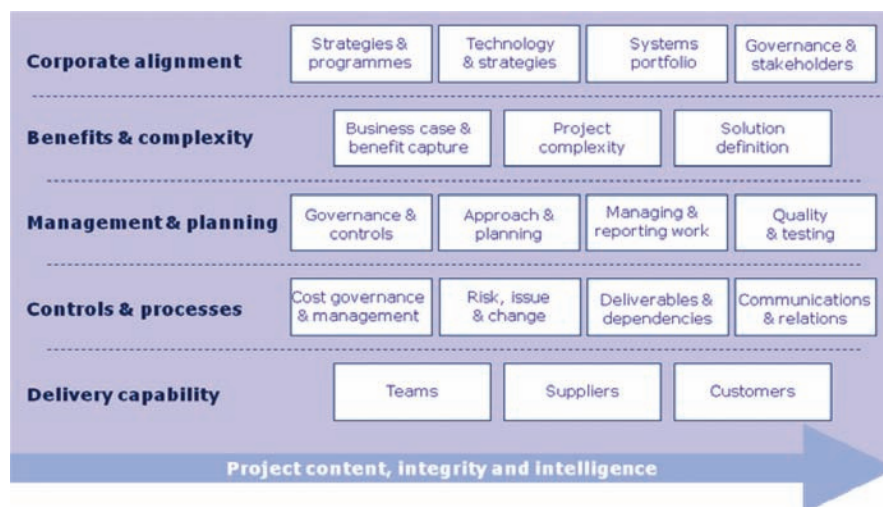 Corporate alignment
Strategies &
programmes
Technology
& strategies
Systems
portfolio
Governance &
stakeholders
Benefits & complexity
Business case &
benefit capture
Project
complexity
Solution
definition
Management & planning
Governance &
controls
Approach &
planning
Managing &
reporting work
Quality
& testing
Controls & processes
Cost governance
& management
Risk, issue
& change
Deliverables &
dependencies
Communications
& relations
Delivery capability
Teams
Suppliers
Customers
Project content, integrity and intelligence